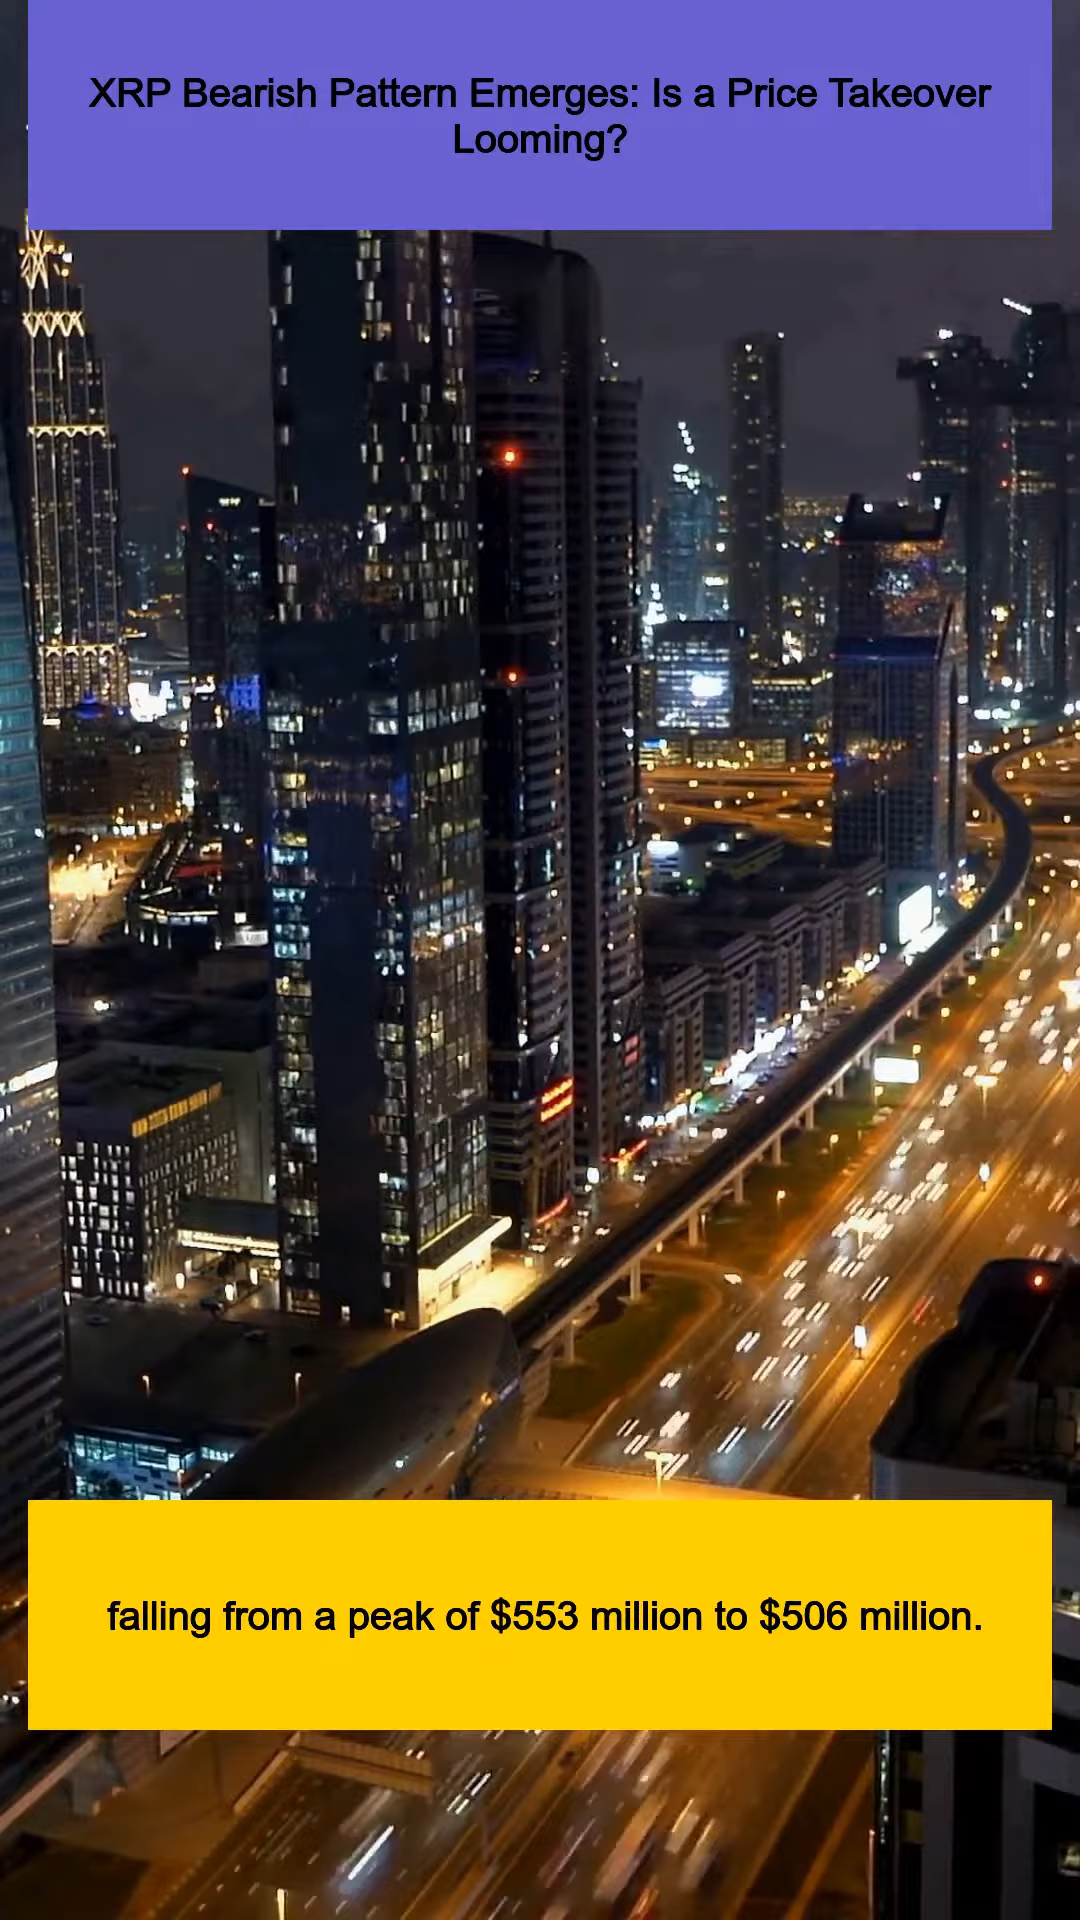 XRP Bearish Pattern Emerges: Is a Price Takeover
Looming?
falling from a peak of $553 million to $506 million.